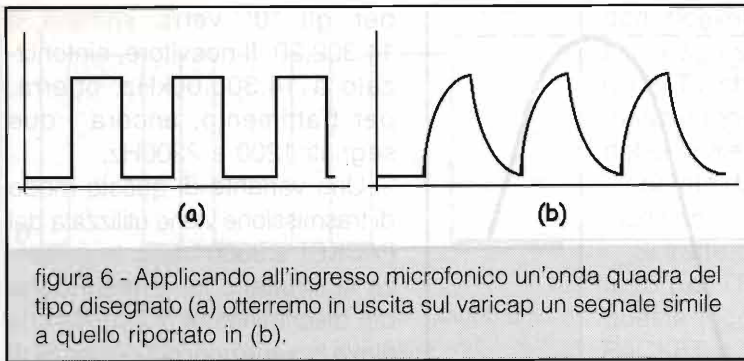 (a)
(b)
figura 6 - Applicando all'ingresso microfonico un'onda quadra del
tipo disegnato (a) otterremo in uscita sul varicap un segnale simile
a quello riportato in (b).